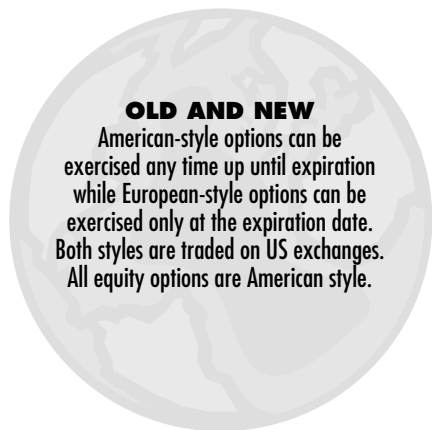 OLD AND NEW
American-style options can be
exercised any time up until expiration
while European-style options can be
exercised only at the expiration date.
Both styles are traded on US exchanges.
All equity options are American style.